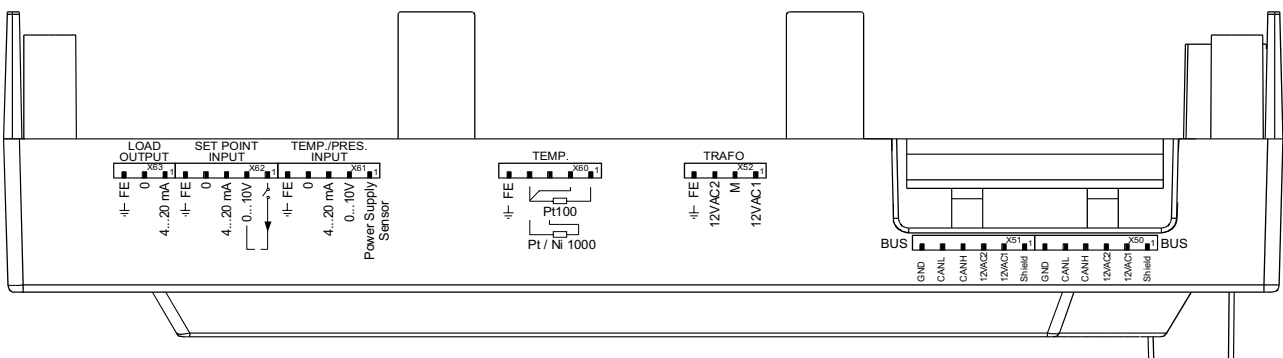 LOAD
OUTPUT
X63 1
FE
0
4...20 mA
SET POINT
INPUT
X62 1
FE
0
4...20 mA
0...10V
TEMP./PRES.
INPUT
X61 1
FE
0
4...20 mA
0...10V
Power Supply
Sensor
TEMP.
X60 1
FE
Pt100
Pt / Ni 1000
TRAFO
X52 1
FE
12VAC2
M
12VAC1
BUS
X51 1
GND
CANL
CANH
12VAC2
12VAC1
Shield
X50 1
BUS
GND
CANL
CANH
12VAC2
12VAC1
Shield